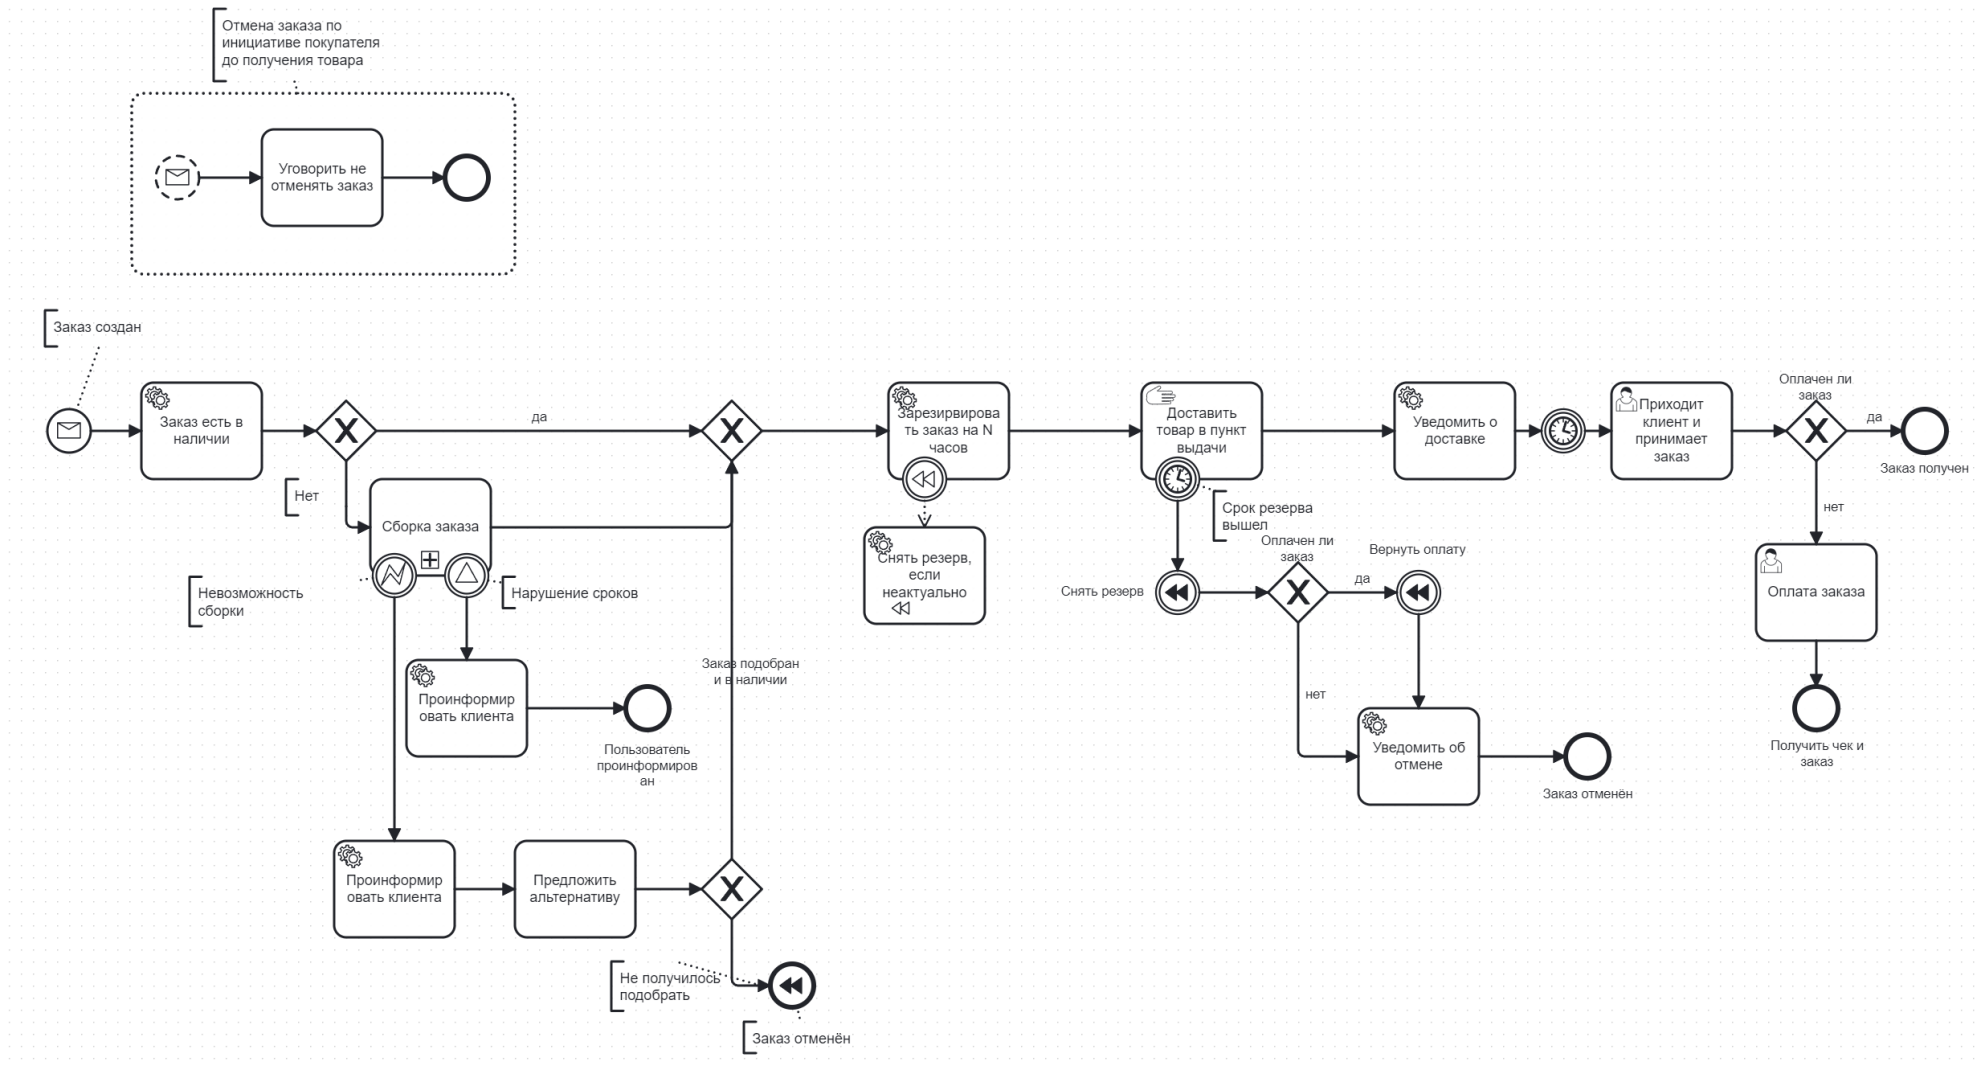 Отмена заказа по
инициативе покупателя
до получения товара
Уговорить не
отменять заказ
Заказ создан
Заказ есть в
наличии
да
Нет
Сборка заказа
Невозможность
сборки
Нарушение сроков
Проинформир
овать клиента
Пользователь
проинформиров
ан
Проинформир
овать клиента
Предложить
альтернативу
Заказ подобран
и в наличии
Не получилось
подобрать
Заказ отменён
Зарезирвирова
ть заказ на N
часов
Снять резерв,
если
неактуально
Доставить
товар в пункт
выдачи
Срок резерва
вышел
Снять резерв
Оплачен ли
заказ
да
Вернуть оплату
нет
Уведомить об
отмене
Заказ отменён
Уведомить о
доставке
Приходит
клиент и
принимает
заказ
Оплачен ли
заказ
да
Заказ получен
нет
Оплата заказа
Получить чек и
заказ